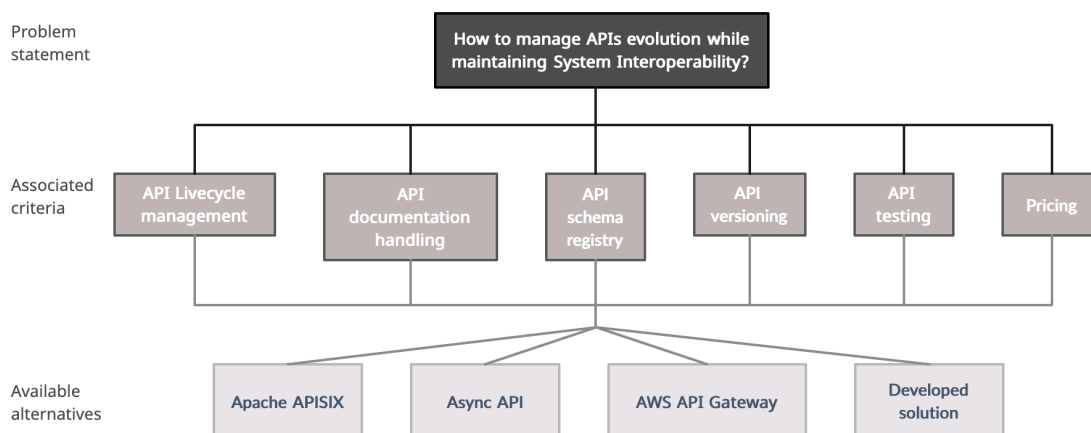 Problem
statement
How to manage APIs evolution while
maintaining System Interoperability?
Associated
criteria
API Livecycle
management
API
documentation
handling
API
schema
registry
API
versioning
API
testing
Pricing
Available
alternatives
Apache APISIX
Async API
AWS API Gateway
Developed
solution